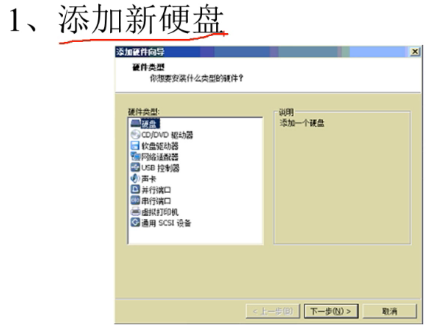 1、添加新硬盘
添加硬件向导
硬件类型
你想要安装什么类型的硬件?
硬件类型:
硬盘
CD/DVD 驱动器
软盘驱动器
网络适配器
USB 控制器
声卡
并行端口
串行端口
虚拟打印机
通用 SCSI 设备
说明
添加一个硬盘
< 上一步(B)
下一步(N) >
取消